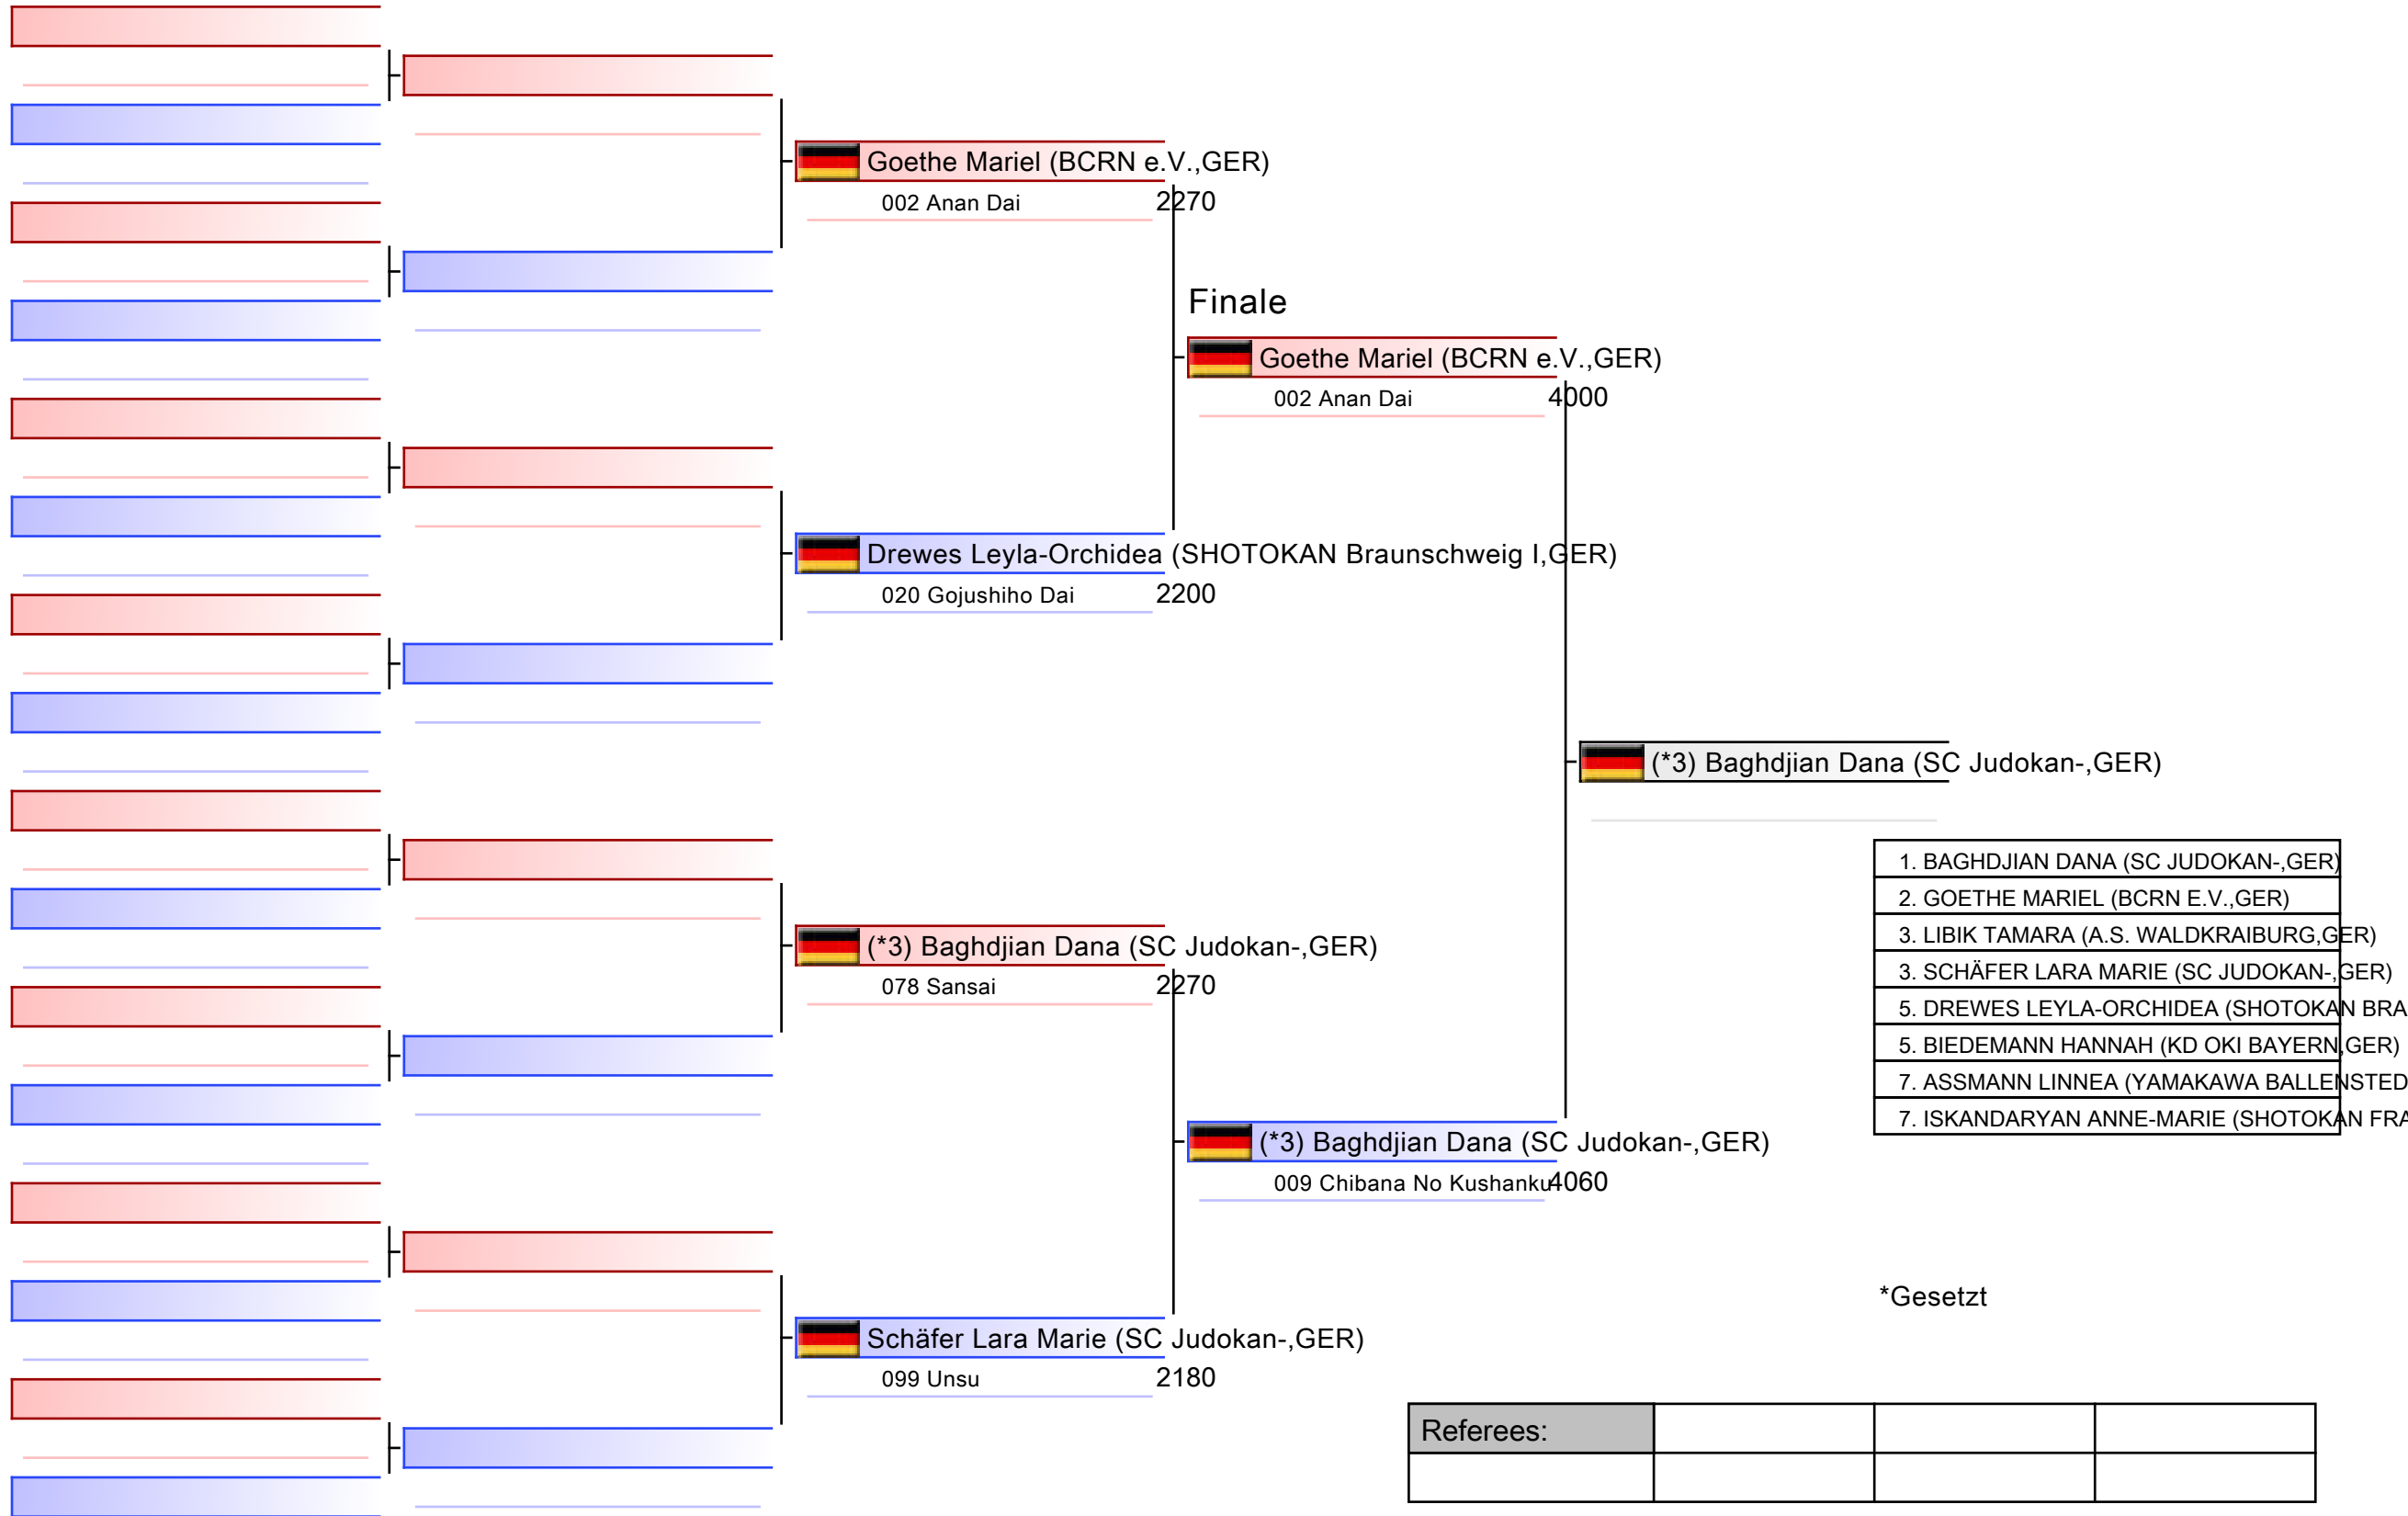 Goethe Mariel (BCRN e.V.,GER)
002 Anan Dai 2270
Finale
Goethe Mariel (BCRN e.V.,GER)
002 Anan Dai 4000
Drewes Leyla-Orchidea (SHOTOKAN Braunschweig I,GER)
020 Gojushiho Dai 2200
(*3) Baghdjian Dana (SC Judokan-,GER)
1. BAGHDJIAN DANA (SC JUDOKAN-,GER)
2. GOETHE MARIEL (BCRN E.V.,GER)
3. LIBIK TAMARA (A.S. WALDKRAIBURG,GER)
3. SCHÄFER LARA MARIE (SC JUDOKAN-,GER)
5. DREWES LEYLA-ORCHIDEA (SHOTOKAN BRA
5. BIEDEMANN HANNAH (KD OKI BAYERN,GER)
7. ASSMANN LINNEA (YAMAKAWA BALLENSTED
7. ISKANDARYAN ANNE-MARIE (SHOTOKAN FRA
(*3) Baghdjian Dana (SC Judokan-,GER)
078 Sansai 2270
(*3) Baghdjian Dana (SC Judokan-,GER)
009 Chibana No Kushanku 4060
*Gesetzt
Schäfer Lara Marie (SC Judokan-,GER)
099 Unsu 2180
Referees: